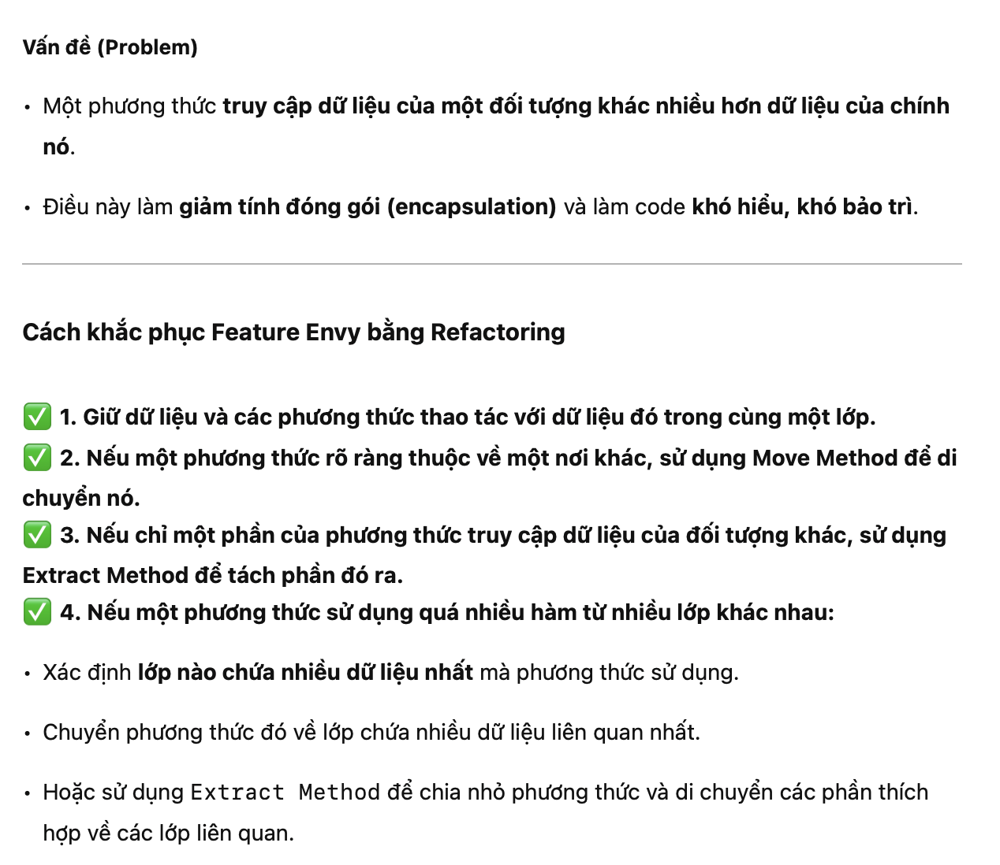 Vấn đề (Problem)
• Một phương thức truy cập dữ liệu của một đối tượng khác nhiều hơn dữ liệu của chính
nó.
• Điều này làm giảm tính đóng gói (encapsulation) và làm code khó hiểu, khó bảo trì.
Cách khắc phục Feature Envy bằng Refactoring
✅ 1. Giữ dữ liệu và các phương thức thao tác với dữ liệu đó trong cùng một lớp.
✅ 2. Nếu một phương thức rõ ràng thuộc về một nơi khác, sử dụng Move Method để di
chuyển nó.
✅ 3. Nếu chỉ một phần của phương thức truy cập dữ liệu của đối tượng khác, sử dụng
Extract Method để tách phần đó ra.
✅ 4. Nếu một phương thức sử dụng quá nhiều hàm từ nhiều lớp khác nhau:
• Xác định lớp nào chứa nhiều dữ liệu nhất mà phương thức sử dụng.
• Chuyển phương thức đó về lớp chứa nhiều dữ liệu liên quan nhất.
• Hoặc sử dụng Extract Method để chia nhỏ phương thức và di chuyển các phần thích
hợp về các lớp liên quan.